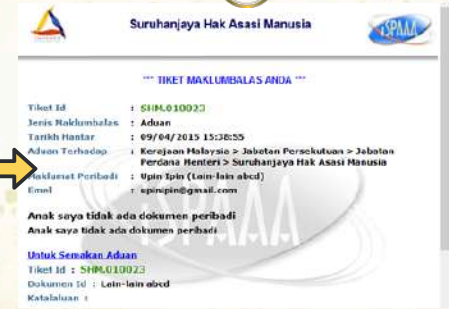 Suruhanjaya Hak Asasi Manusia
iSPAAA
*** TIKET MAKLUMBALAS ANDA ***
Tiket Id : SHM.010023
Jenis Maklumbalas : Aduan
Tarikh Hantar : 09/04/2015 15:38:55
Aduan Terhadap : Kerajaan Malaysia > Jabatan Persekutuan > Jabatan
Perdana Menteri > Suruhanjaya Hak Asasi Manusia
Maklumat Peribadi : Upin Ipin (Lain-lain abcd)
Emel : upinipin@gmail.com
Anak saya tidak ada dokumen peribadi
Anak saya tidak ada dokumen peribadi
Untuk Semakan Aduan
Tiket Id : SHM.010023
Dokumen Id : Lain-lain abcd
Katalaluan :
iSPAAA